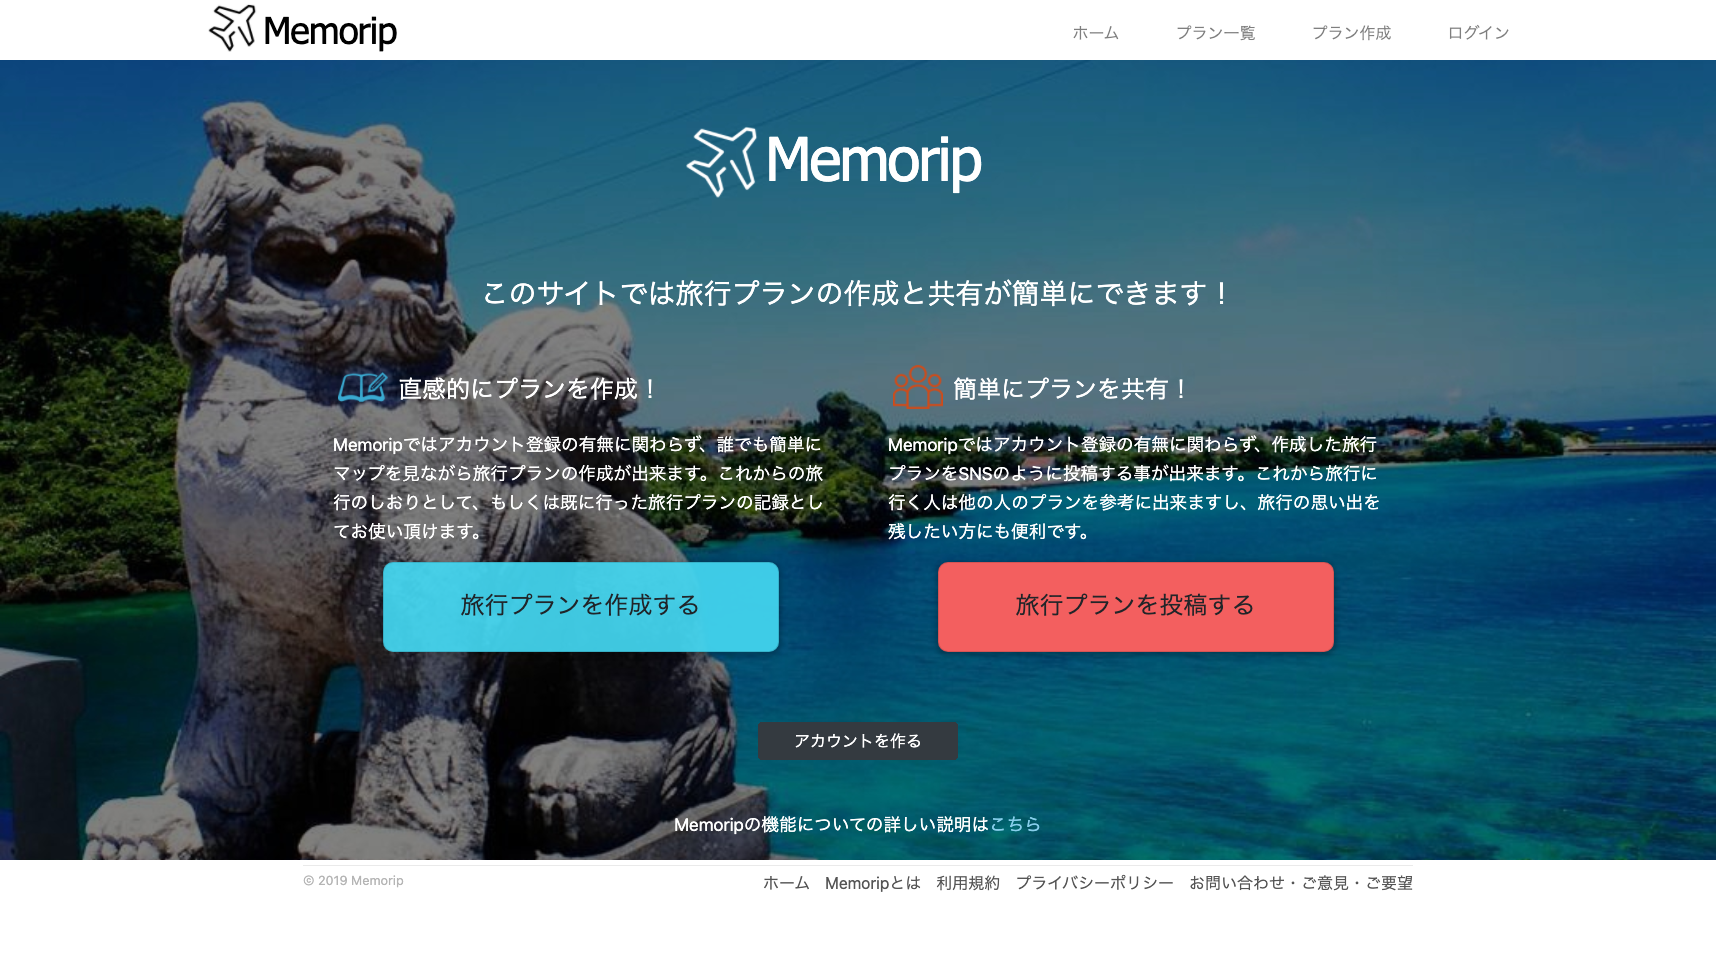 Memorip
ホーム プラン一覧 プラン作成 ログイン
Memorip
このサイトでは旅行プランの作成と共有が簡単にできます！
直感的にプランを作成！
Memoripではアカウント登録の有無に関わらず、誰でも簡単に
マップを見ながら旅行プランの作成が出来ます。これからの旅
行のしおりとして、もしくは既に行った旅行プランの記録とし
てお使い頂けます。
旅行プランを作成する
簡単にプランを共有！
Memoripではアカウント登録の有無に関わらず、作成した旅行
プランをSNSのように投稿する事が出来ます。これから旅行に
行く人は他の人のプランを参考に出来ますし、旅行の思い出を
残したい方にも便利です。
旅行プランを投稿する
アカウントを作る
Memoripの機能についての詳しい説明はこちら
© 2019 Memorip
ホーム Memoripとは 利用規約 プライバシーポリシー お問い合わせ・ご意見・ご要望